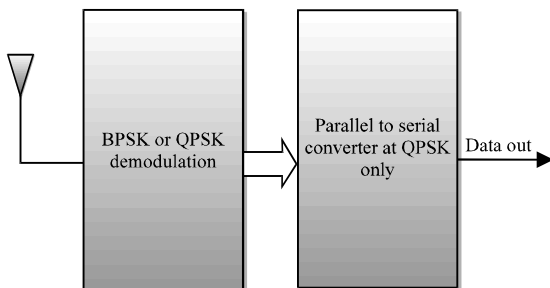 BPSK or QPSK
demodulation
Parallel to serial
converter at QPSK
only
Data out